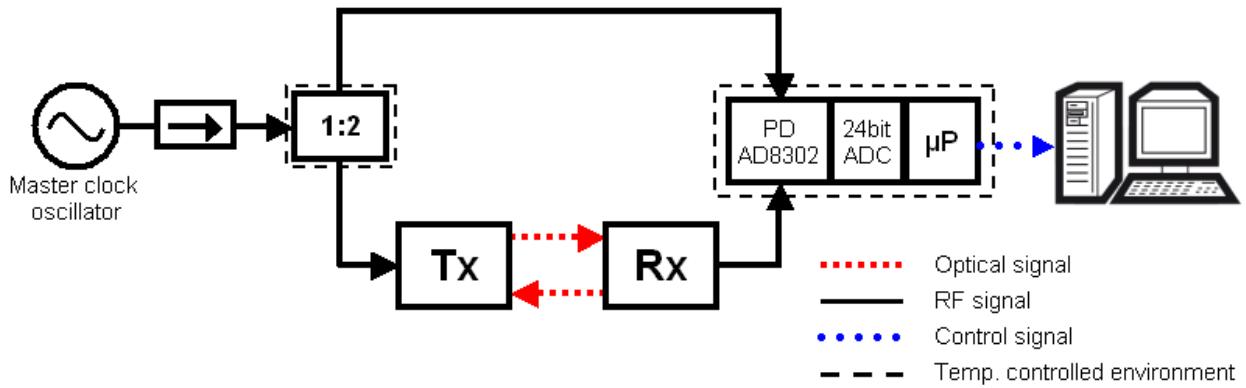 Master clock
oscillator
1:2
PD
AD8302
24bit
ADC
µP
Tx
Rx
Optical signal
RF signal
Control signal
Temp. controlled environment